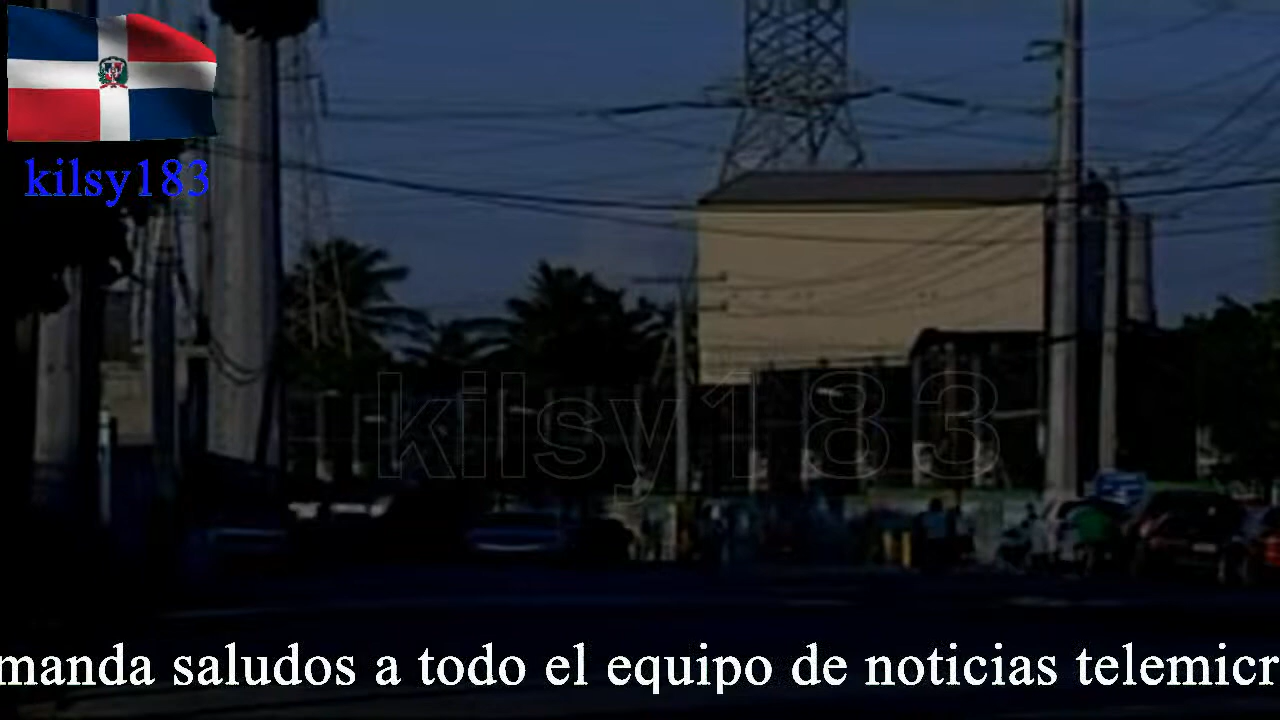 kilsy183
kilsy183
manda saludos a todo el equipo de noticias telemicr